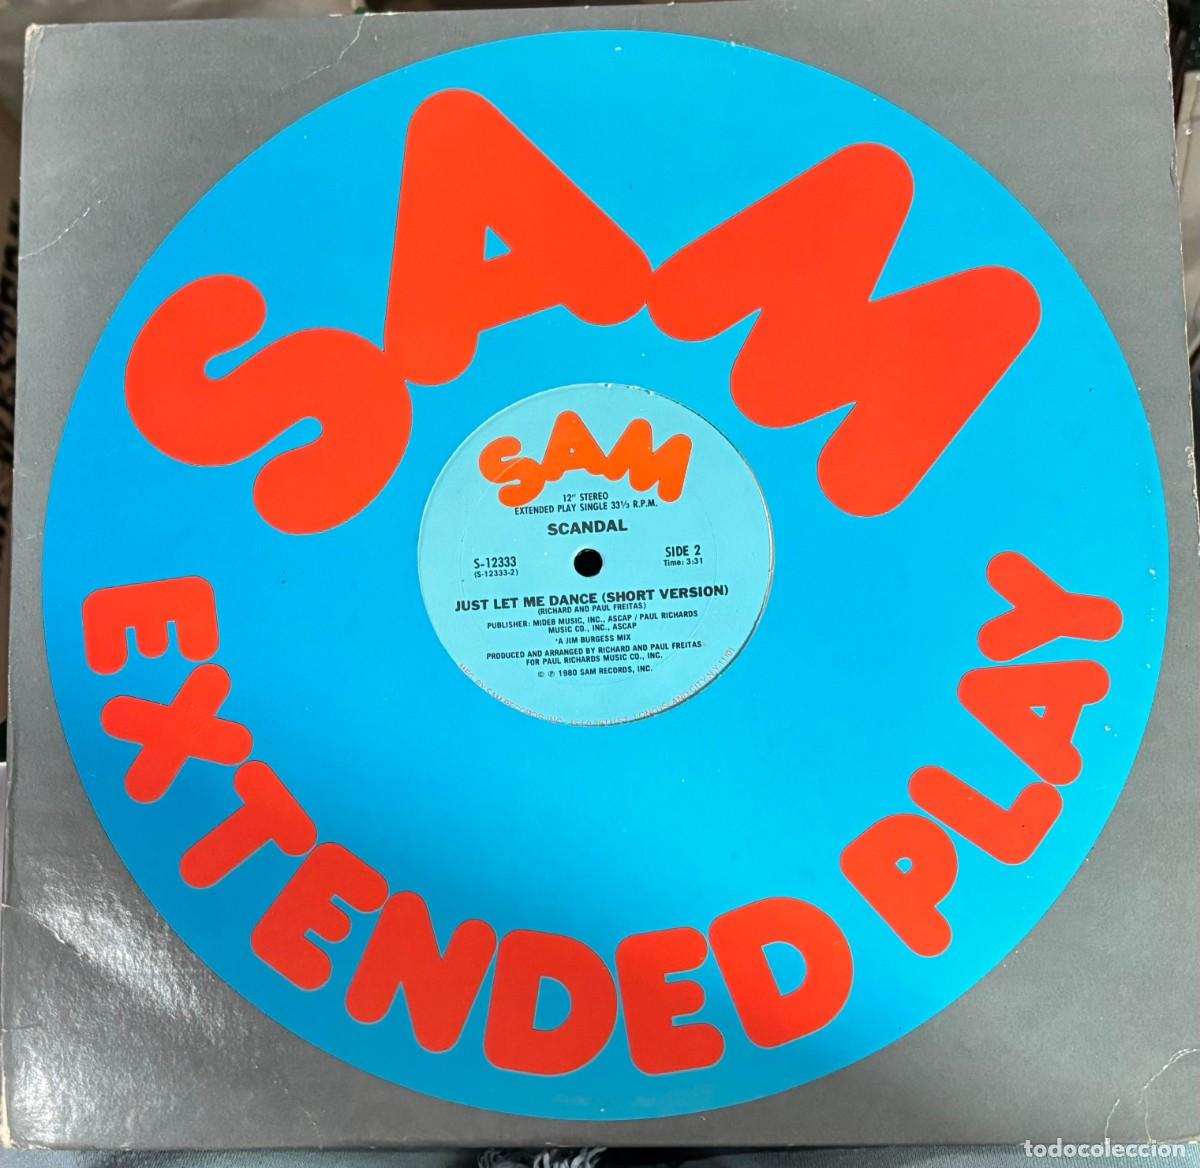 SAM
SAM
12" STEREO
EXTENDED PLAY SINGLE 33⅓ R.P.M.
SCANDAL
S-12333
(S-12333-2)
SIDE 2
Time: 3:31
JUST LET ME DANCE (SHORT VERSION)
(RICHARD AND PAUL FREITAS)
PUBLISHER: MIDEB MUSIC, INC., ASCAP / PAUL RICHARDS
MUSIC CO., INC., ASCAP
*A JIM BURGESS MIX
PRODUCED AND ARRANGED BY RICHARD AND PAUL FREITAS
FOR PAUL RICHARDS MUSIC CO., INC.
© ℗ 1980 SAM RECORDS, INC.
CITY, N.Y. 11101
EXTENDED PLAY
todocoleccion